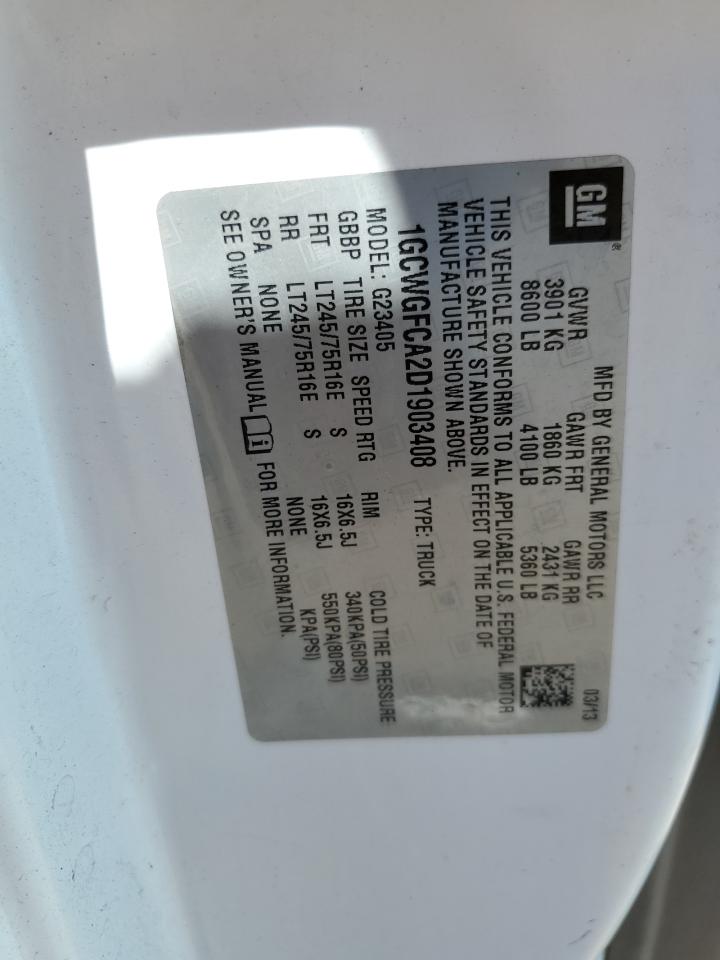 GM ®
MFD BY GENERAL MOTORS LLC 03/13
GVWR GAWR FRT GAWR RR
3901 KG 1860 KG 2431 KG
8600 LB 4100 LB 5360 LB
THIS VEHICLE CONFORMS TO ALL APPLICABLE U.S. FEDERAL MOTOR
VEHICLE SAFETY STANDARDS IN EFFECT ON THE DATE OF
MANUFACTURE SHOWN ABOVE.
1GCWGFCA2D1903408 TYPE: TRUCK
MODEL: G23405
GBBP TIRE SIZE SPEED RTG RIM COLD TIRE PRESSURE
FRT LT245/75R16E S 16X6.5J 340KPA(50PSI)
RR LT245/75R16E S 16X6.5J 550KPA(80PSI)
SPA NONE NONE KPA(PSI)
SEE OWNER'S MANUAL i FOR MORE INFORMATION.